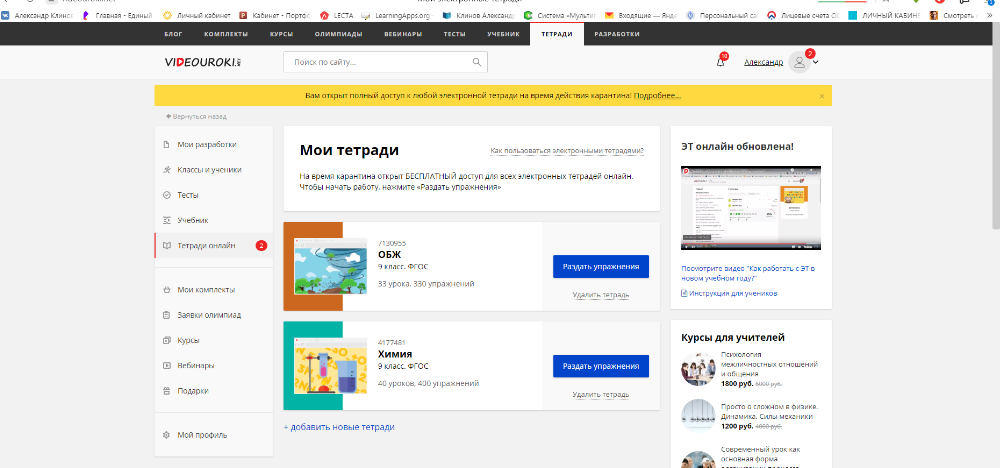 Александр Клинов
Главная - Единый
Личный кабинет
Кабинет - Портфо
LECTA
LearningApps.org
Клинов Александр
Система «Мультиг
Входящие — Янде
Персональный са
Лицевые счета ОГ
ЛИЧНЫЙ КАБИНЕ
Смотреть
БЛОГ
КОМПЛЕКТЫ
КУРСЫ
ОЛИМПИАДЫ
ВЕБИНАРЫ
ТЕСТЫ
УЧЕБНИК
ТЕТРАДИ
РАЗРАБОТКИ
VIDEOUROKI
Поиск по сайту...
10
Александр
2
Вам открыт полный доступ к любой электронной тетради на время действия карантина! Подробнее...
×
Вернуться назад
Мои разработки
Классы и ученики
Тесты
Учебник
Тетради онлайн
2
Мои комплекты
Заявки олимпиад
Курсы
Вебинары
Подарки
Мой профиль
Мои тетради
Как пользоваться электронными тетрадями?
На время карантина открыт БЕСПЛАТНЫЙ доступ для всех электронных тетрадей онлайн.
Чтобы начать работу, нажмите «Раздать упражнения»
7130955
ОБЖ
9 класс. ФГОС
33 урока, 330 упражнений
Раздать упражнения
Удалить тетрадь
4177481
Химия
9 класс. ФГОС
40 уроков, 400 упражнений
Раздать упражнения
Удалить тетрадь
+ добавить новые тетради
ЭТ онлайн обновлена!
Посмотрите видео "Как работать с ЭТ в
новом учебном году?"
Инструкция для учеников
Курсы для учителей
Психология
межличностных отношений
и общения
1800 руб. 6000 руб.
Просто о сложном в физике.
Динамика. Силы механики
1200 руб. 4000 руб.
Современный урок как
основная форма